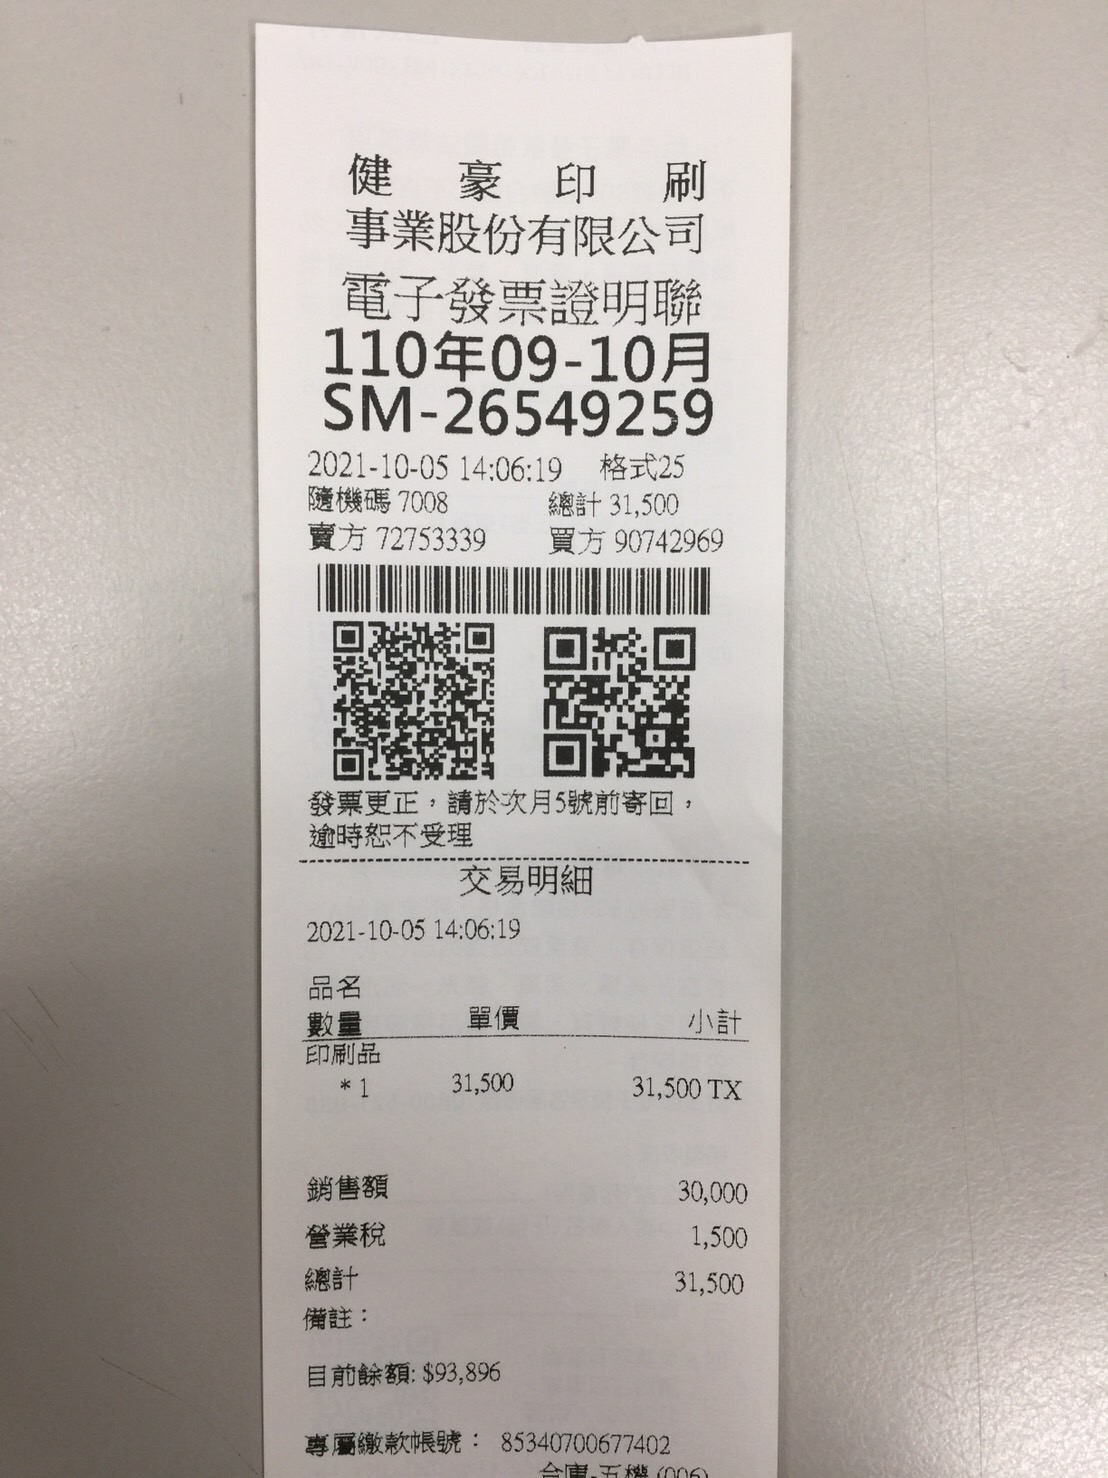 健豪印刷
事業股份有限公司
電子發票證明聯
110年09-10月
SM-26549259
2021-10-05 14:06:19 格式25
隨機碼 7008 總計 31,500
賣方 72753339 買方 90742969
發票更正，請於次月5號前寄回，
逾時恕不受理
交易明細
2021-10-05 14:06:19
品名
數量 單價 小計
印刷品
* 1 31,500 31,500 TX
銷售額 30,000
營業稅 1,500
總計 31,500
備註：
目前餘額: $93,896
專屬繳款帳號： 85340700677402
合庫-五權 (006)